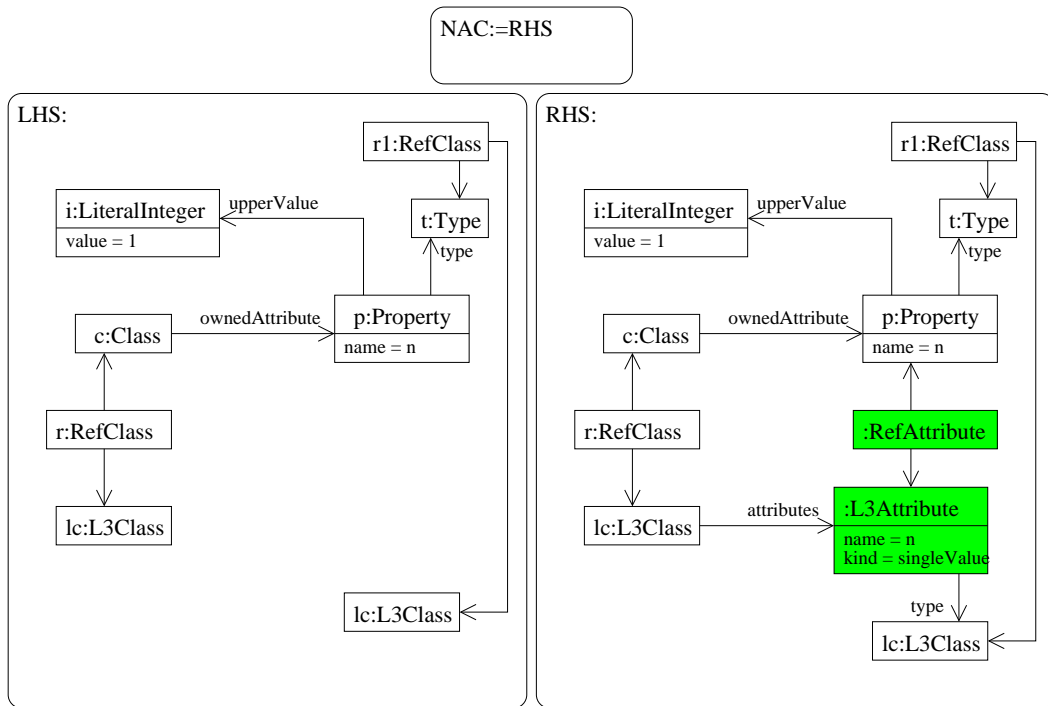 NAC:=RHS
LHS:
r1:RefClass
i:LiteralInteger
value = 1
upperValue
t:Type
type
c:Class
ownedAttribute
p:Property
name = n
r:RefClass
lc:L3Class
lc:L3Class
RHS:
r1:RefClass
i:LiteralInteger
value = 1
upperValue
t:Type
type
c:Class
ownedAttribute
p:Property
name = n
r:RefClass
:RefAttribute
lc:L3Class
attributes
:L3Attribute
name = n
kind = singleValue
type
lc:L3Class